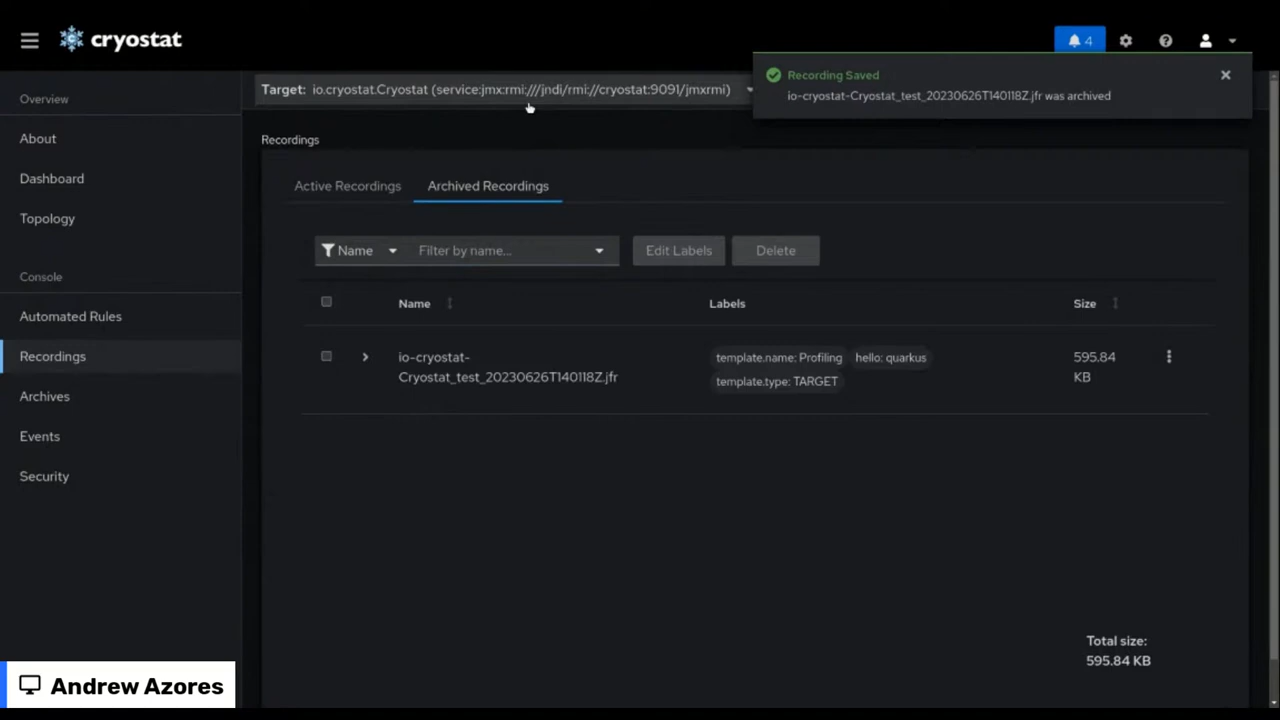 cryostat
4
Target: io.cryostat.Cryostat (service:jmx:rmi:///jndi/rmi://cryostat:9091/jmxrmi)
Recording Saved
io-cryostat-Cryostat_test_20230626T140118Z.jfr was archived
Overview
About
Dashboard
Topology
Console
Automated Rules
Recordings
Archives
Events
Security
Recordings
Active Recordings
Archived Recordings
Name
Filter by name...
Edit Labels
Delete
Name
Labels
Size
io-cryostat-
Cryostat_test_20230626T140118Z.jfr
template.name: Profiling
hello: quarkus
template.type: TARGET
595.84
KB
Total size:
595.84 KB
Andrew Azores